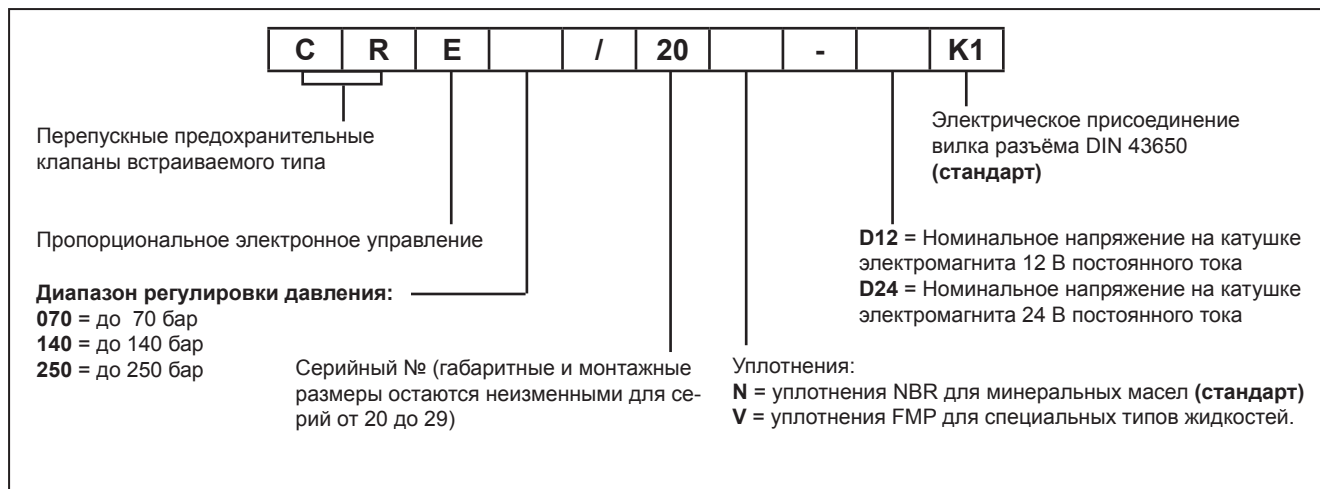 C R E / 20 - K1
Перепускные предохранительные
клапаны встраиваемого типа
Электрическое присоединение
вилка разъёма DIN 43650
(стандарт)
Пропорциональное электронное управление
Диапазон регулировки давления:
070 = до 70 бар
140 = до 140 бар
250 = до 250 бар
D12 = Номинальное напряжение на катушке
электромагнита 12 В постоянного тока
D24 = Номинальное напряжение на катушке
электромагнита 24 В постоянного тока
Серийный № (габаритные и монтажные
размеры остаются неизменными для се-
рий от 20 до 29)
Уплотнения:
N = уплотнения NBR для минеральных масел (стандарт)
V = уплотнения FMP для специальных типов жидкостей.